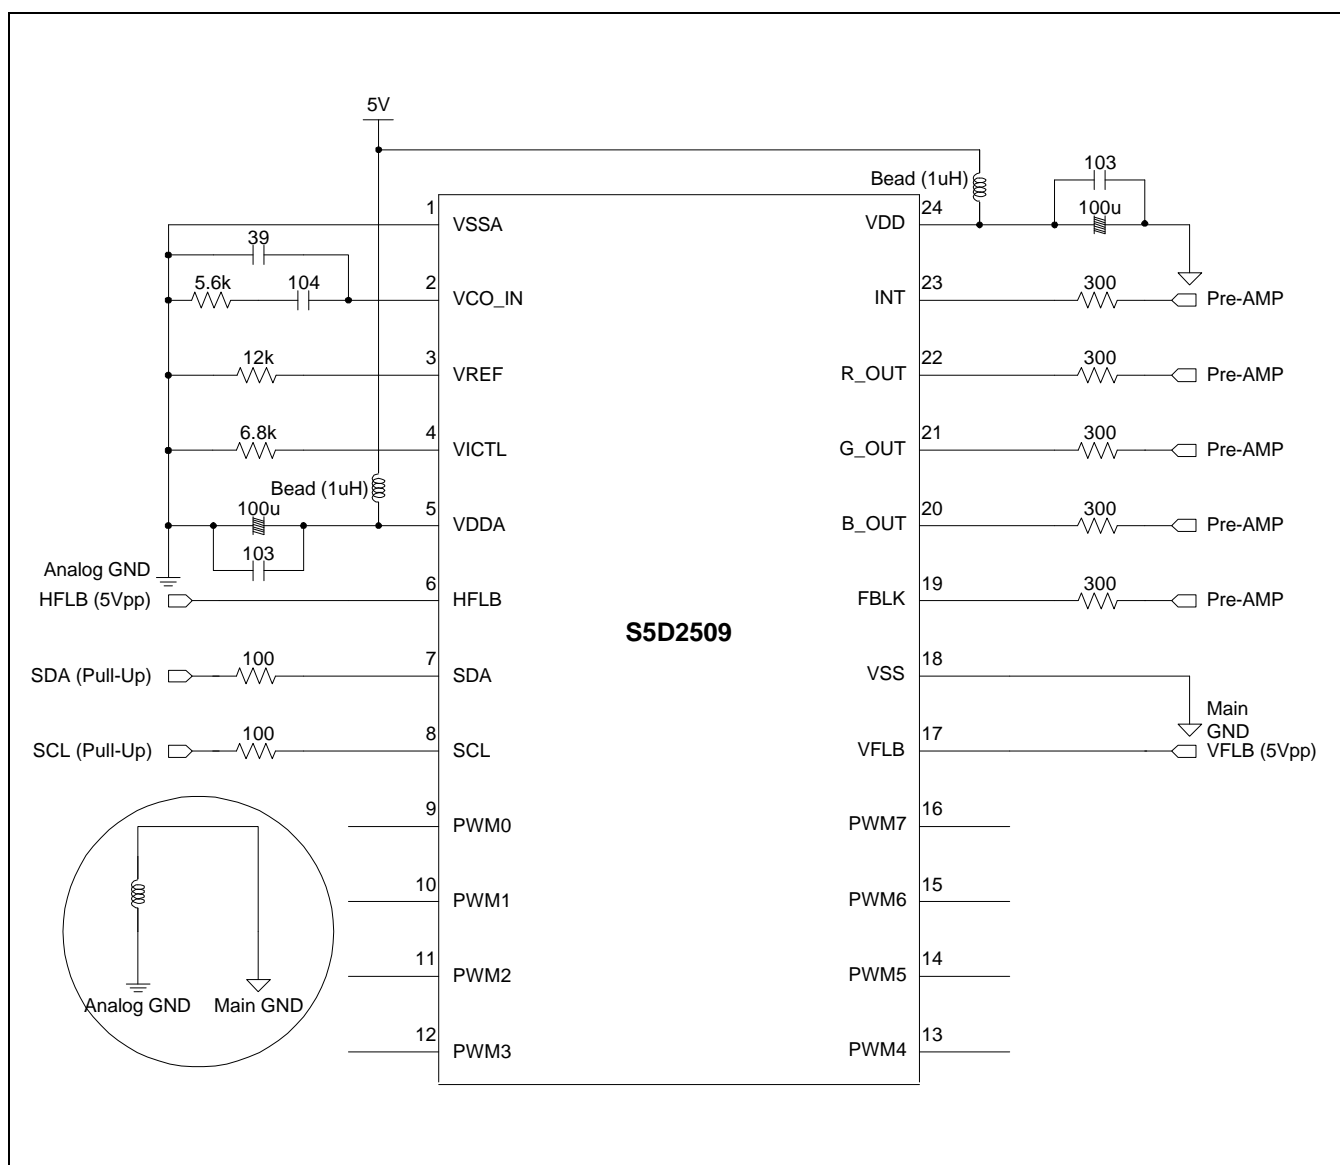 5V
Bead (1uH)
103
100u
1
VSSA
39
5.6k
104
2
VCO_IN
12k
3
VREF
6.8k
4
VICTL
Bead (1uH)
100u
5
VDDA
103
Analog GND
HFLB (5Vpp)
6
HFLB
SDA (Pull-Up)
100
7
SDA
SCL (Pull-Up)
100
8
SCL
9
PWM0
10
PWM1
11
PWM2
12
PWM3
Analog GND
Main GND
S5D2509
24
VDD
23
INT
300
Pre-AMP
22
R_OUT
300
Pre-AMP
21
G_OUT
300
Pre-AMP
20
B_OUT
300
Pre-AMP
19
FBLK
300
Pre-AMP
18
VSS
Main
GND
17
VFLB
VFLB (5Vpp)
16
PWM7
15
PWM6
14
PWM5
13
PWM4